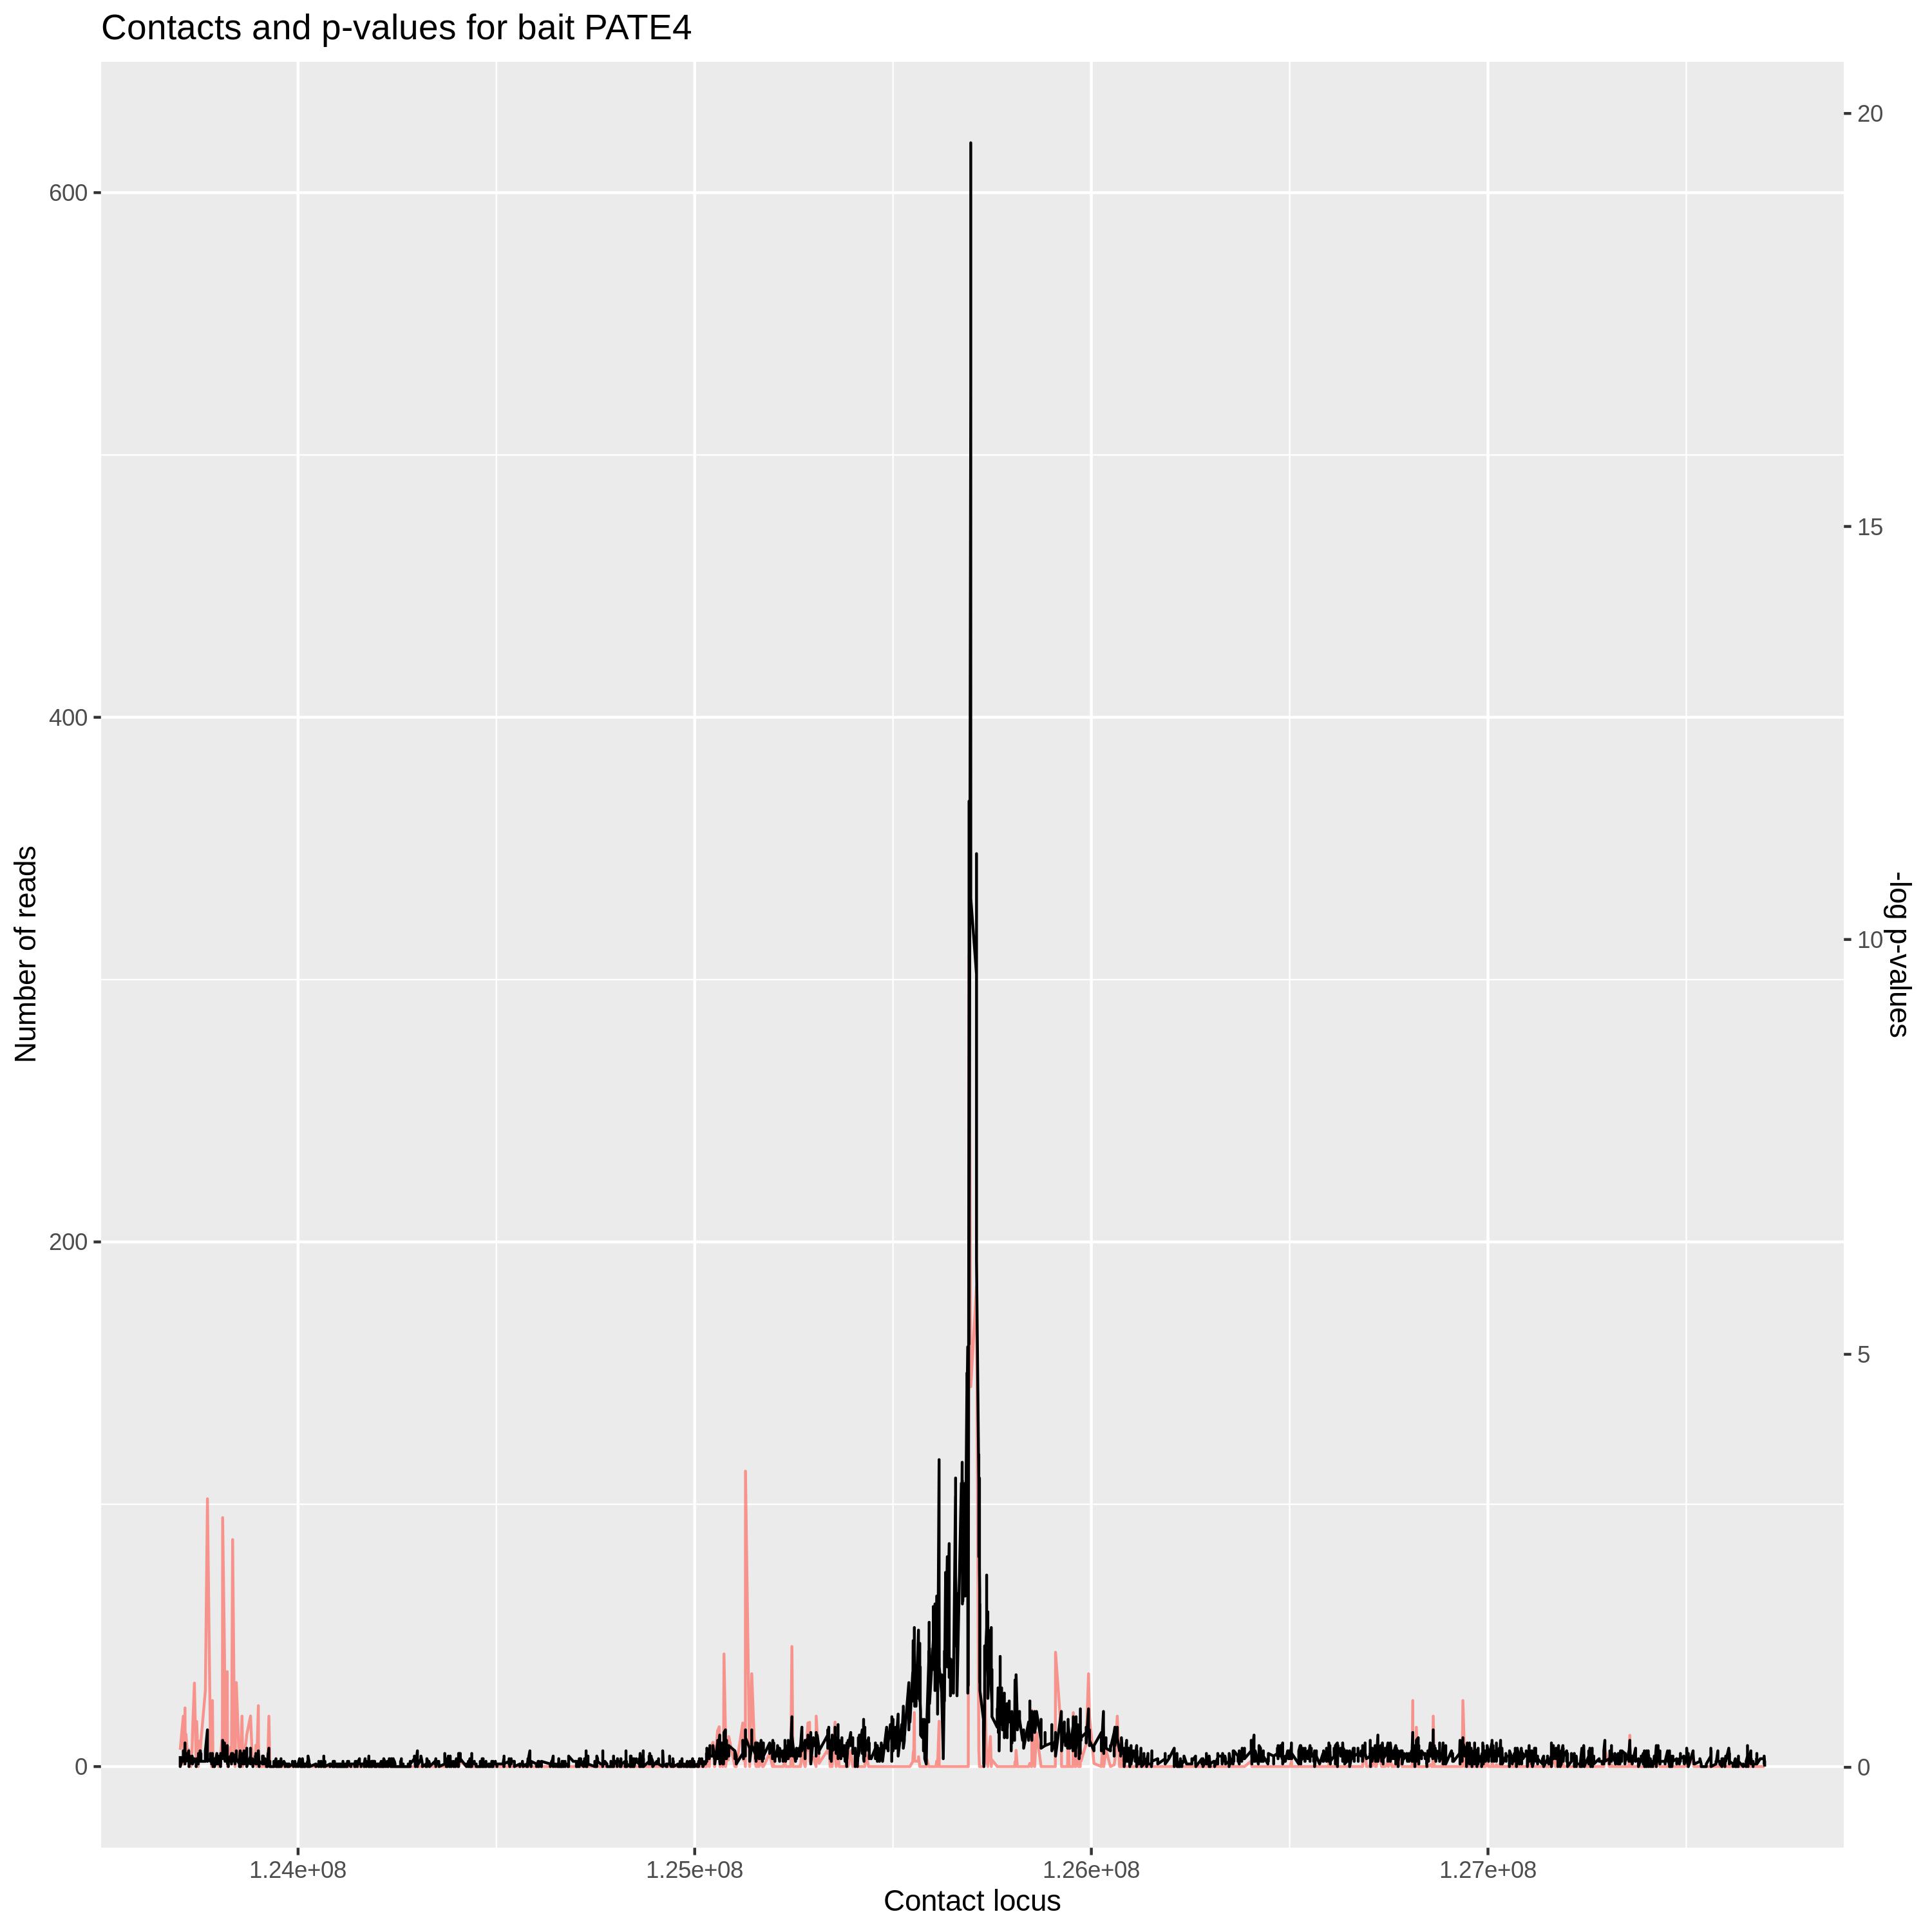 Contacts and p-values for bait PATE4
600
400
200
0
Number of reads
20
15
10
5
0
-log p-values
1.24e+08
1.25e+08
1.26e+08
1.27e+08
Contact locus